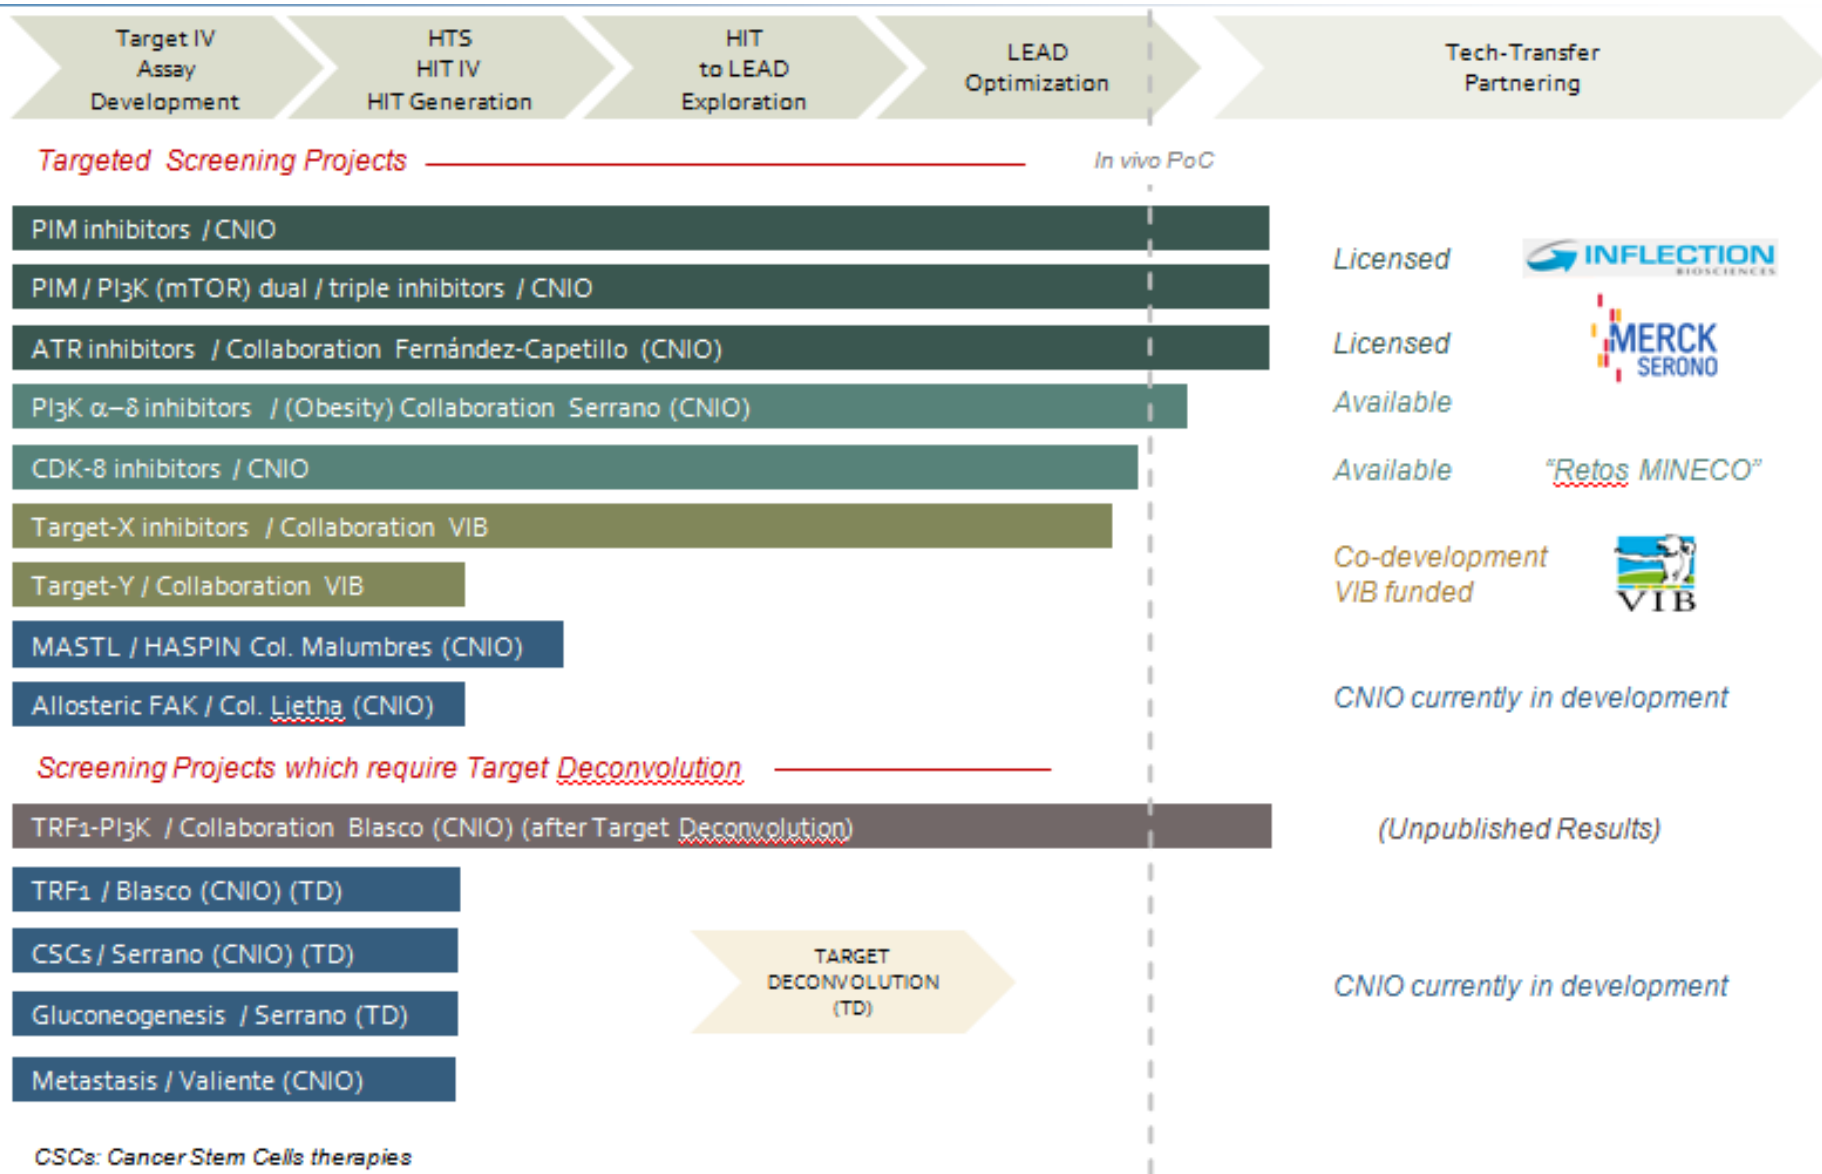 Target IV
Assay
Development
HTS
HIT IV
HIT Generation
HIT
to LEAD
Exploration
LEAD
Optimization
Tech-Transfer
Partnering
Targeted Screening Projects
In vivo PoC
PIM inhibitors / CNIO
PIM / PI3K (mTOR) dual / triple inhibitors / CNIO
Licensed
INFLECTION
BIOSCIENCES
ATR inhibitors / Collaboration Fernández-Capetillo (CNIO)
Licensed
MERCK
SERONO
PI3K α–δ inhibitors / (Obesity) Collaboration Serrano (CNIO)
Available
CDK-8 inhibitors / CNIO
Available
“Retos MINECO”
Target-X inhibitors / Collaboration VIB
Target-Y / Collaboration VIB
Co-development
VIB funded
VIB
MASTL / HASPIN Col. Malumbres (CNIO)
Allosteric FAK / Col. Lietha (CNIO)
CNIO currently in development
Screening Projects which require Target Deconvolution
TRF1-PI3K / Collaboration Blasco (CNIO) (after Target Deconvolution)
(Unpublished Results)
TRF1 / Blasco (CNIO) (TD)
CSCs / Serrano (CNIO) (TD)
Gluconeogenesis / Serrano (TD)
Metastasis / Valiente (CNIO)
TARGET
DECONVOLUTION
(TD)
CNIO currently in development
CSCs: Cancer Stem Cells therapies